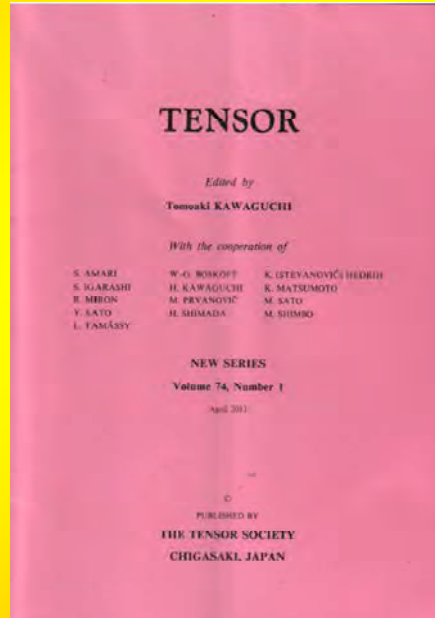 TENSOR
Edited by
Tomoaki KAWAGUCHI
With the cooperation of
S. AMARI W.-G. BOSKOFF K. (STEVANOVIĆ) HEDRIH
S. IGARASHI H. KAWAGUCHI K. MATSUMOTO
R. MIRON M. PRVANOVIĆ M. SATO
Y. SATO H. SHIMADA M. SHIMBO
L. TAMÁSSY
NEW SERIES
Volume 74, Number 1
April
©
PUBLISHED BY
THE TENSOR SOCIETY
CHIGASAKI, JAPAN